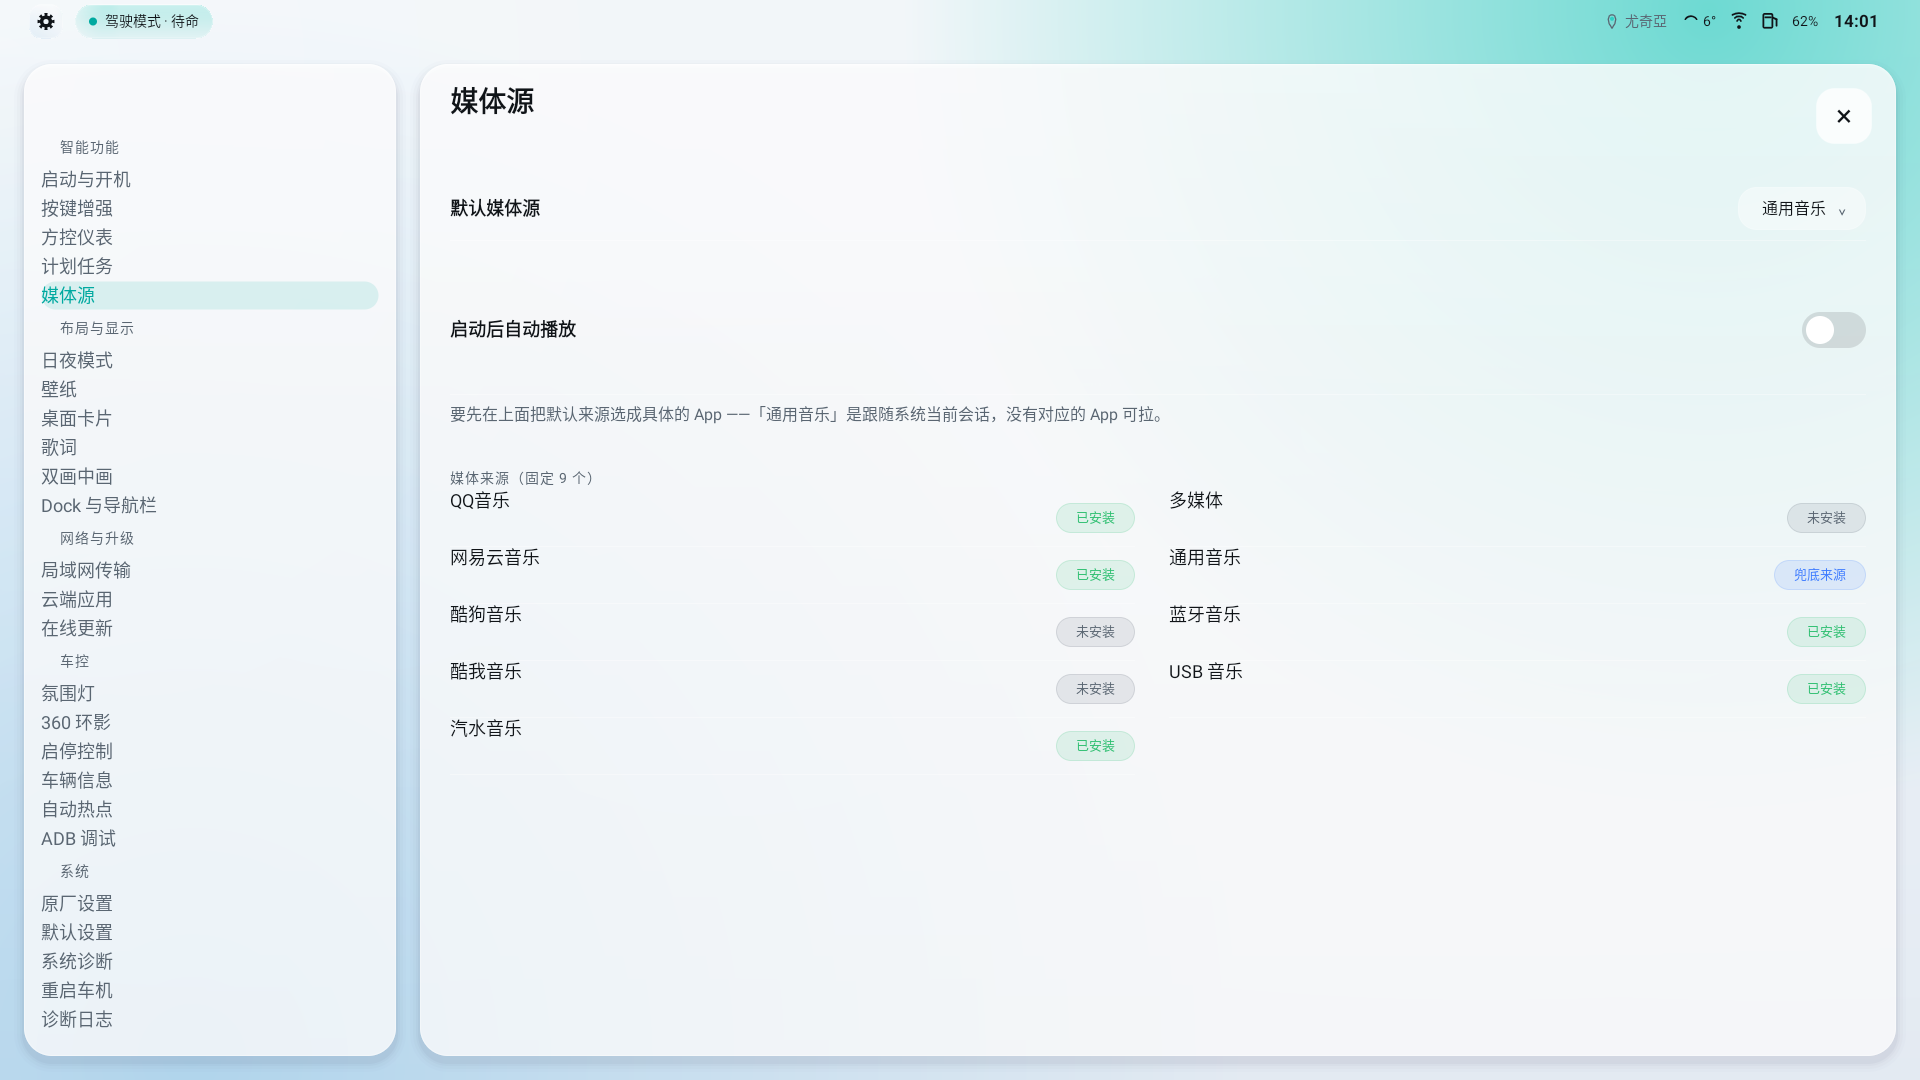 驾驶模式 · 待命
尤奇亞 6° 62% 14:01
智能功能
启动与开机
按键增强
方控仪表
计划任务
媒体源
布局与显示
日夜模式
壁纸
桌面卡片
歌词
双画中画
Dock 与导航栏
网络与升级
局域网传输
云端应用
在线更新
车控
氛围灯
360 环影
启停控制
车辆信息
自动热点
ADB 调试
系统
原厂设置
默认设置
系统诊断
重启车机
诊断日志
媒体源
默认媒体源 通用音乐
启动后自动播放
要先在上面把默认来源选成具体的 App ——「通用音乐」是跟随系统当前会话，没有对应的 App 可拉。
媒体来源（固定 9 个）
QQ音乐 已安装
多媒体 未安装
网易云音乐 已安装
通用音乐 兜底来源
酷狗音乐 未安装
蓝牙音乐 已安装
酷我音乐 未安装
USB 音乐 已安装
汽水音乐 已安装